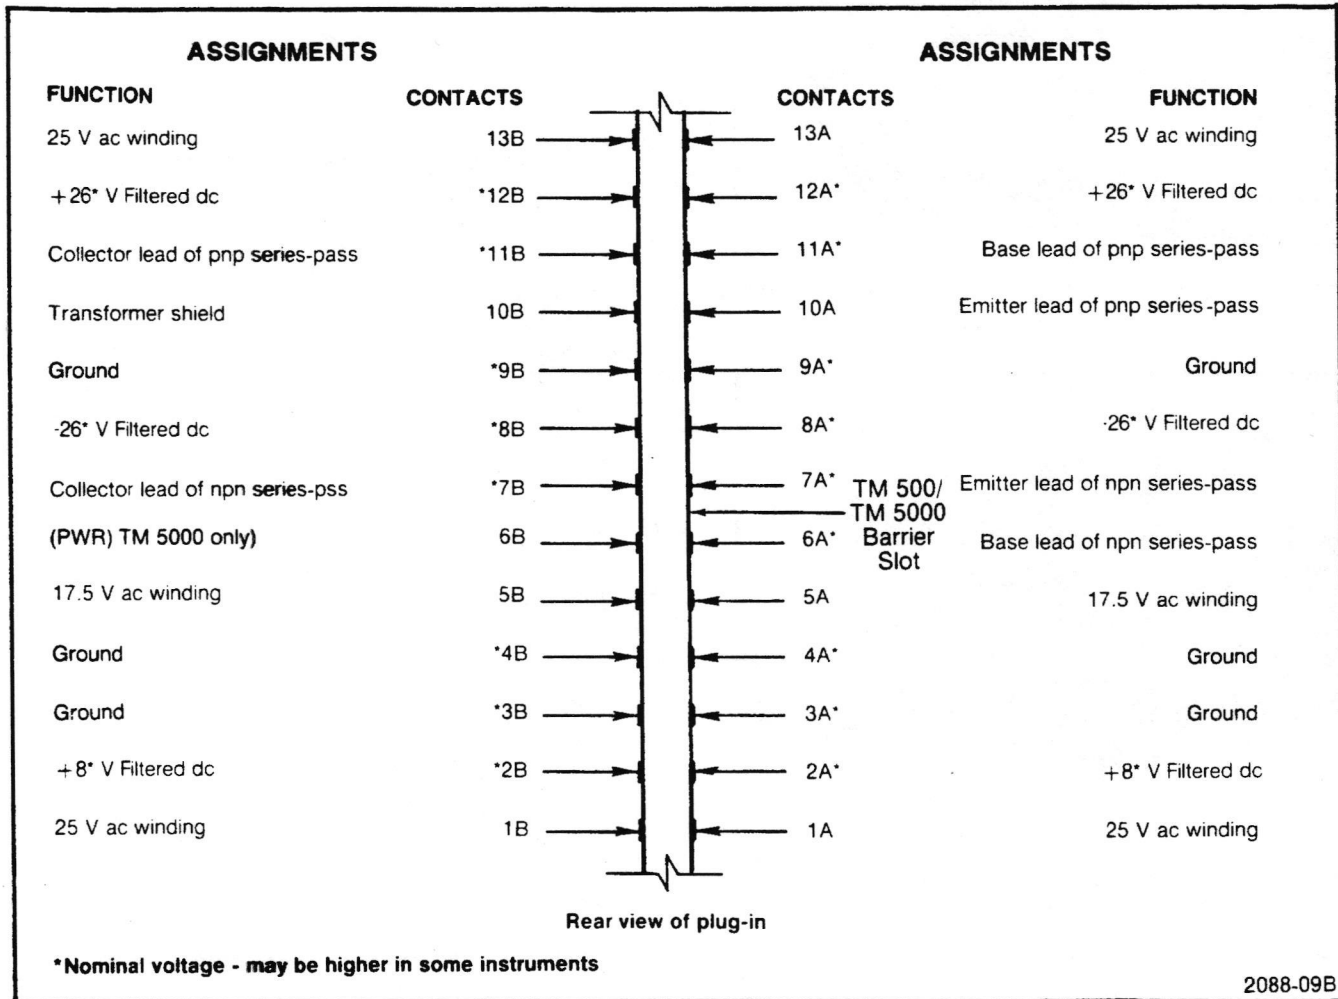 ASSIGNMENTS ASSIGNMENTS
FUNCTION CONTACTS CONTACTS FUNCTION
25 V ac winding 13B 13A 25 V ac winding
+26* V Filtered dc *12B 12A* +26* V Filtered dc
Collector lead of pnp series-pass *11B 11A* Base lead of pnp series-pass
Transformer shield 10B 10A Emitter lead of pnp series-pass
Ground *9B 9A* Ground
-26* V Filtered dc *8B 8A* -26* V Filtered dc
Collector lead of npn series-pss *7B 7A* Emitter lead of npn series-pass
TM 500/
TM 5000
Barrier
Slot
(PWR) TM 5000 only) 6B 6A* Base lead of npn series-pass
17.5 V ac winding 5B 5A 17.5 V ac winding
Ground *4B 4A* Ground
Ground *3B 3A* Ground
+8* V Filtered dc *2B 2A* +8* V Filtered dc
25 V ac winding 1B 1A 25 V ac winding
Rear view of plug-in
*Nominal voltage - may be higher in some instruments
2088-09B